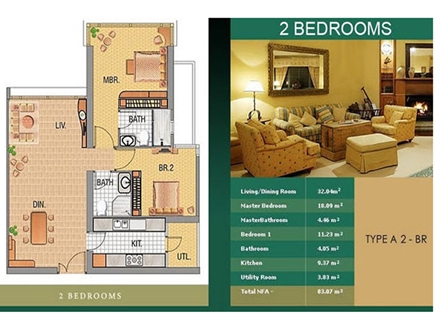 MBR.
BATH
LIV.
BR.2
BATH
DIN.
KIT.
UTL.
2 BEDROOMS
2 BEDROOMS
Living/Dining Room 32.04m²
Master Bedroom 18.09 m²
MasterBathroom 4.46 m²
Bedroom 1 11.23 m²
Bathroom 4.05 m²
Kitchen 9.37 m²
Utility Room 3.83 m²
Total NFA ~ 83.07 m²
TYPE A 2 - BR